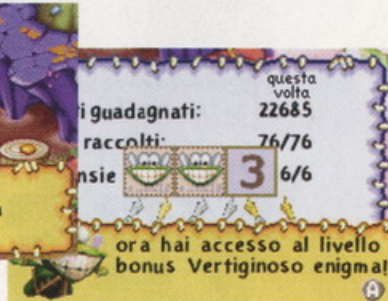 questa
volta
i guadagnati: 22685
raccolti: 76/76
nsie 3 6/6
ora hai accesso al livello
bonus Vertiginoso enigma!
A